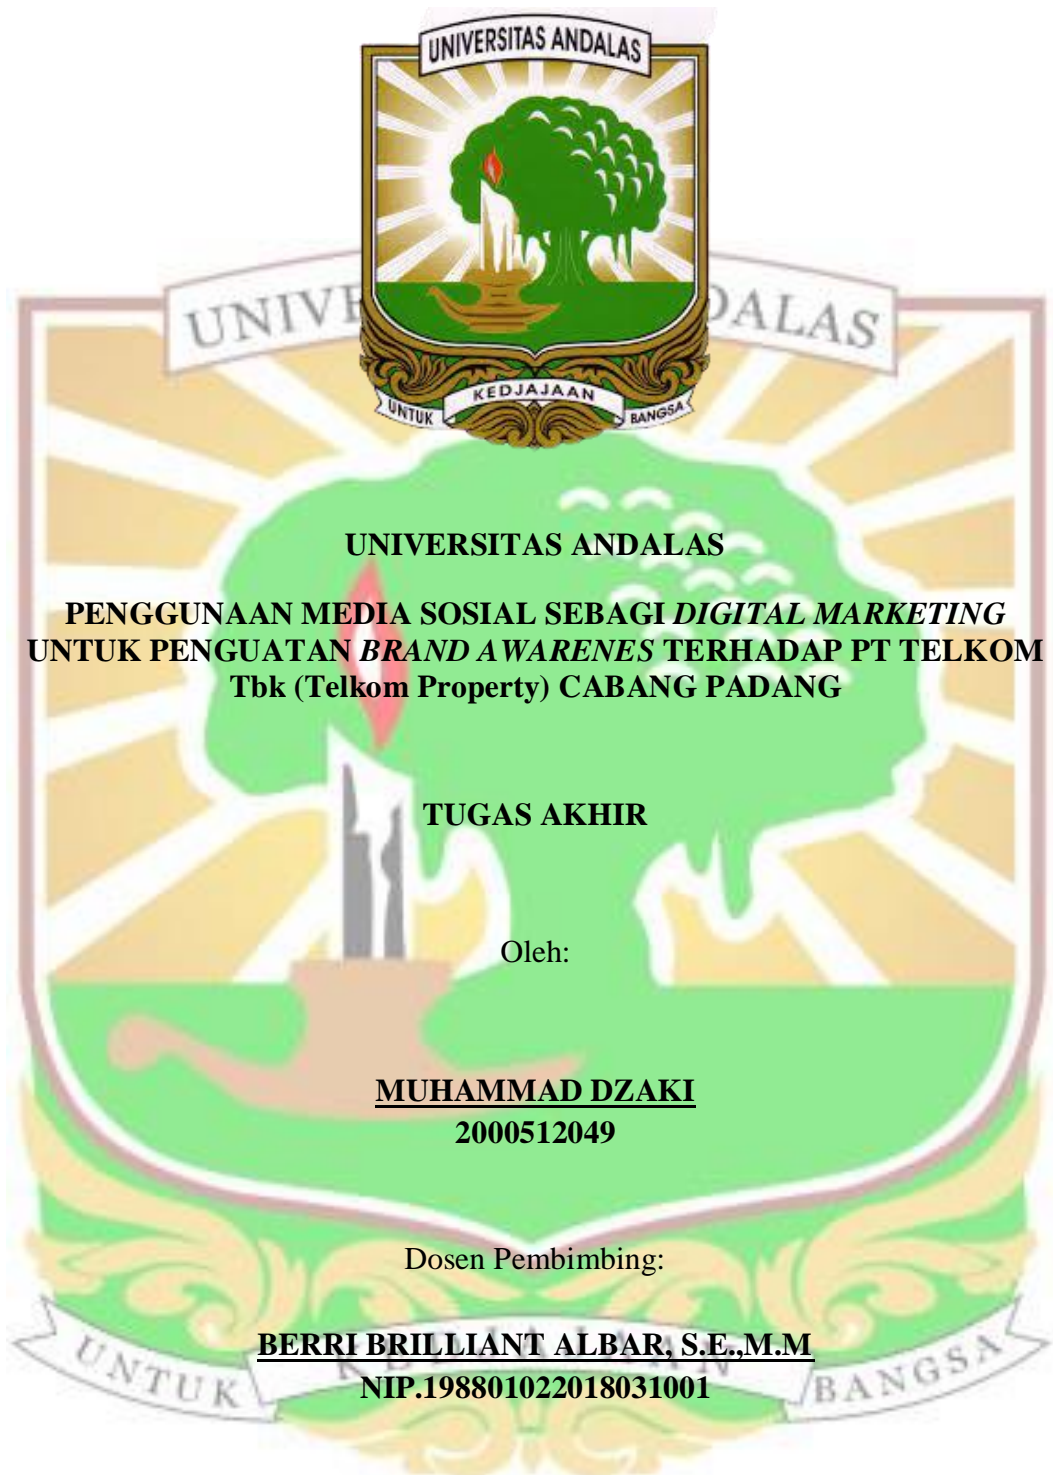 UNIVERSITAS ANDALAS
UNTUK KEDJAJAAN BANGSA
UNIVERSITAS ANDALAS
PENGGUNAAN MEDIA SOSIAL SEBAGI DIGITAL MARKETING
UNTUK PENGUATAN BRAND AWARENES TERHADAP PT TELKOM
Tbk (Telkom Property) CABANG PADANG
TUGAS AKHIR
Oleh:
MUHAMMAD DZAKI
2000512049
Dosen Pembimbing:
BERRI BRILLIANT ALBAR, S.E.,M.M
NIP.198801022018031001
UNTUK BANGSA